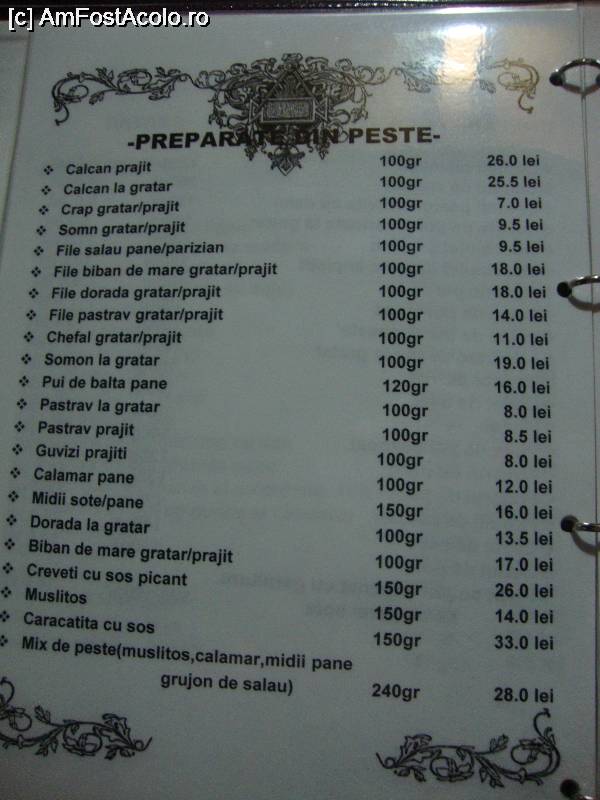 [c] AmFostAcolo.ro
-PREPARATE DIN PESTE-
❖ Calcan prajit 100gr 26.0 lei
❖ Calcan la gratar 100gr 25.5 lei
❖ Crap gratar/prajit 100gr 7.0 lei
❖ Somn gratar/prajit 100gr 9.5 lei
❖ File salau pane/parizian 100gr 9.5 lei
❖ File biban de mare gratar/prajit 100gr 18.0 lei
❖ File dorada gratar/prajit 100gr 18.0 lei
❖ File pastrav gratar/prajit 100gr 14.0 lei
❖ Chefal gratar/prajit 100gr 11.0 lei
❖ Somon la gratar 100gr 19.0 lei
❖ Pui de balta pane 120gr 16.0 lei
❖ Pastrav la gratar 100gr 8.0 lei
❖ Pastrav prajit 100gr 8.5 lei
❖ Guvizi prajiti 100gr 8.0 lei
❖ Calamar pane 100gr 12.0 lei
❖ Midii sote/pane 150gr 16.0 lei
❖ Dorada la gratar 100gr 13.5 lei
❖ Biban de mare gratar/prajit 100gr 17.0 lei
❖ Creveti cu sos picant 150gr 26.0 lei
❖ Muslitos 150gr 14.0 lei
❖ Caracatita cu sos 150gr 33.0 lei
❖ Mix de peste(muslitos,calamar,midii pane
grujon de salau) 240gr 28.0 lei